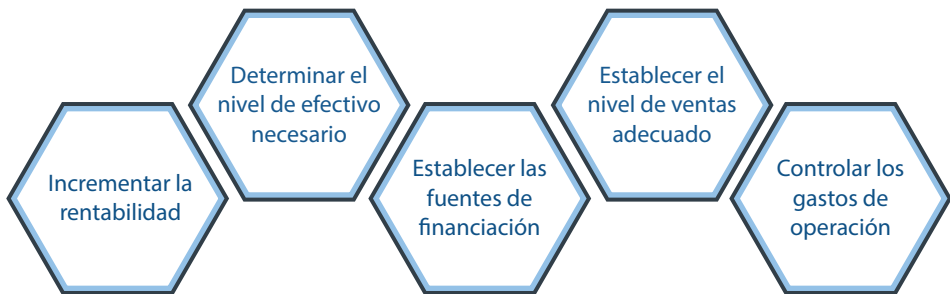 Incrementar la
rentabilidad
Determinar el
nivel de efectivo
necesario
Establecer las
fuentes de
financiación
Establecer el
nivel de ventas
adecuado
Controlar los
gastos de
operación